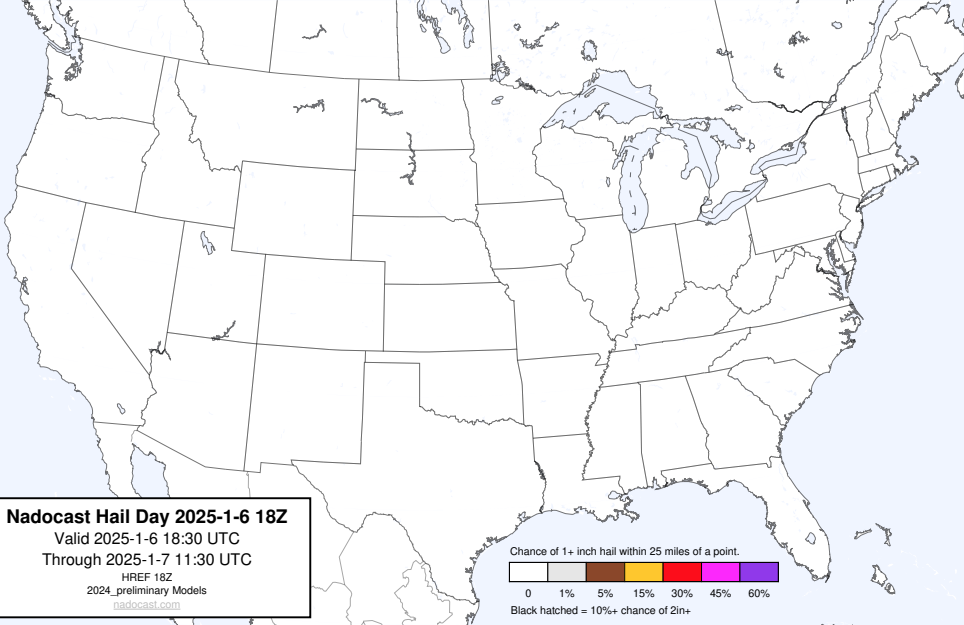 Nadocast Hail Day 2025-1-6 18Z
Valid 2025-1-6 18:30 UTC
Through 2025-1-7 11:30 UTC
HREF 18Z
2024_preliminary Models
nadocast.com
Chance of 1+ inch hail within 25 miles of a point.
0 1% 5% 15% 30% 45% 60%
Black hatched = 10%+ chance of 2in+